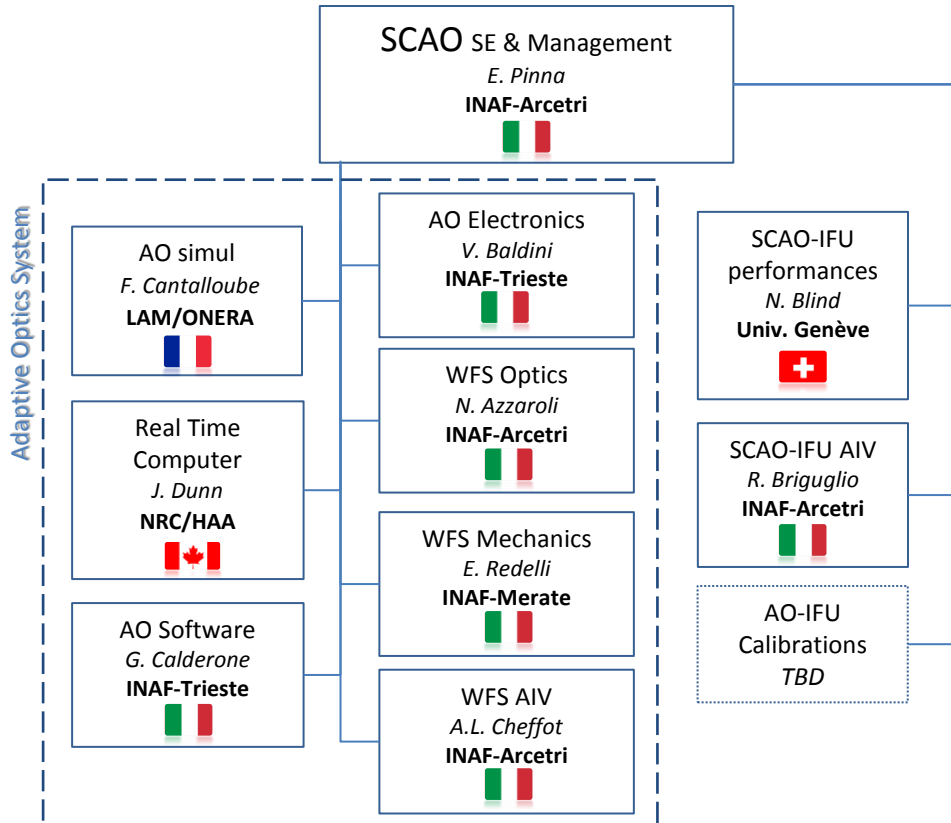 SCAO SE & Management
E. Pinna
INAF-Arcetri
Adaptive Optics System
AO simul
F. Cantalloube
LAM/ONERA
Real Time
Computer
J. Dunn
NRC/HAA
AO Software
G. Calderone
INAF-Trieste
AO Electronics
V. Baldini
INAF-Trieste
WFS Optics
N. Azzaroli
INAF-Arcetri
WFS Mechanics
E. Redelli
INAF-Merate
WFS AIV
A.L. Cheffot
INAF-Arcetri
SCAO-IFU
performances
N. Blind
Univ. Genève
SCAO-IFU AIV
R. Briguglio
INAF-Arcetri
AO-IFU
Calibrations
TBD